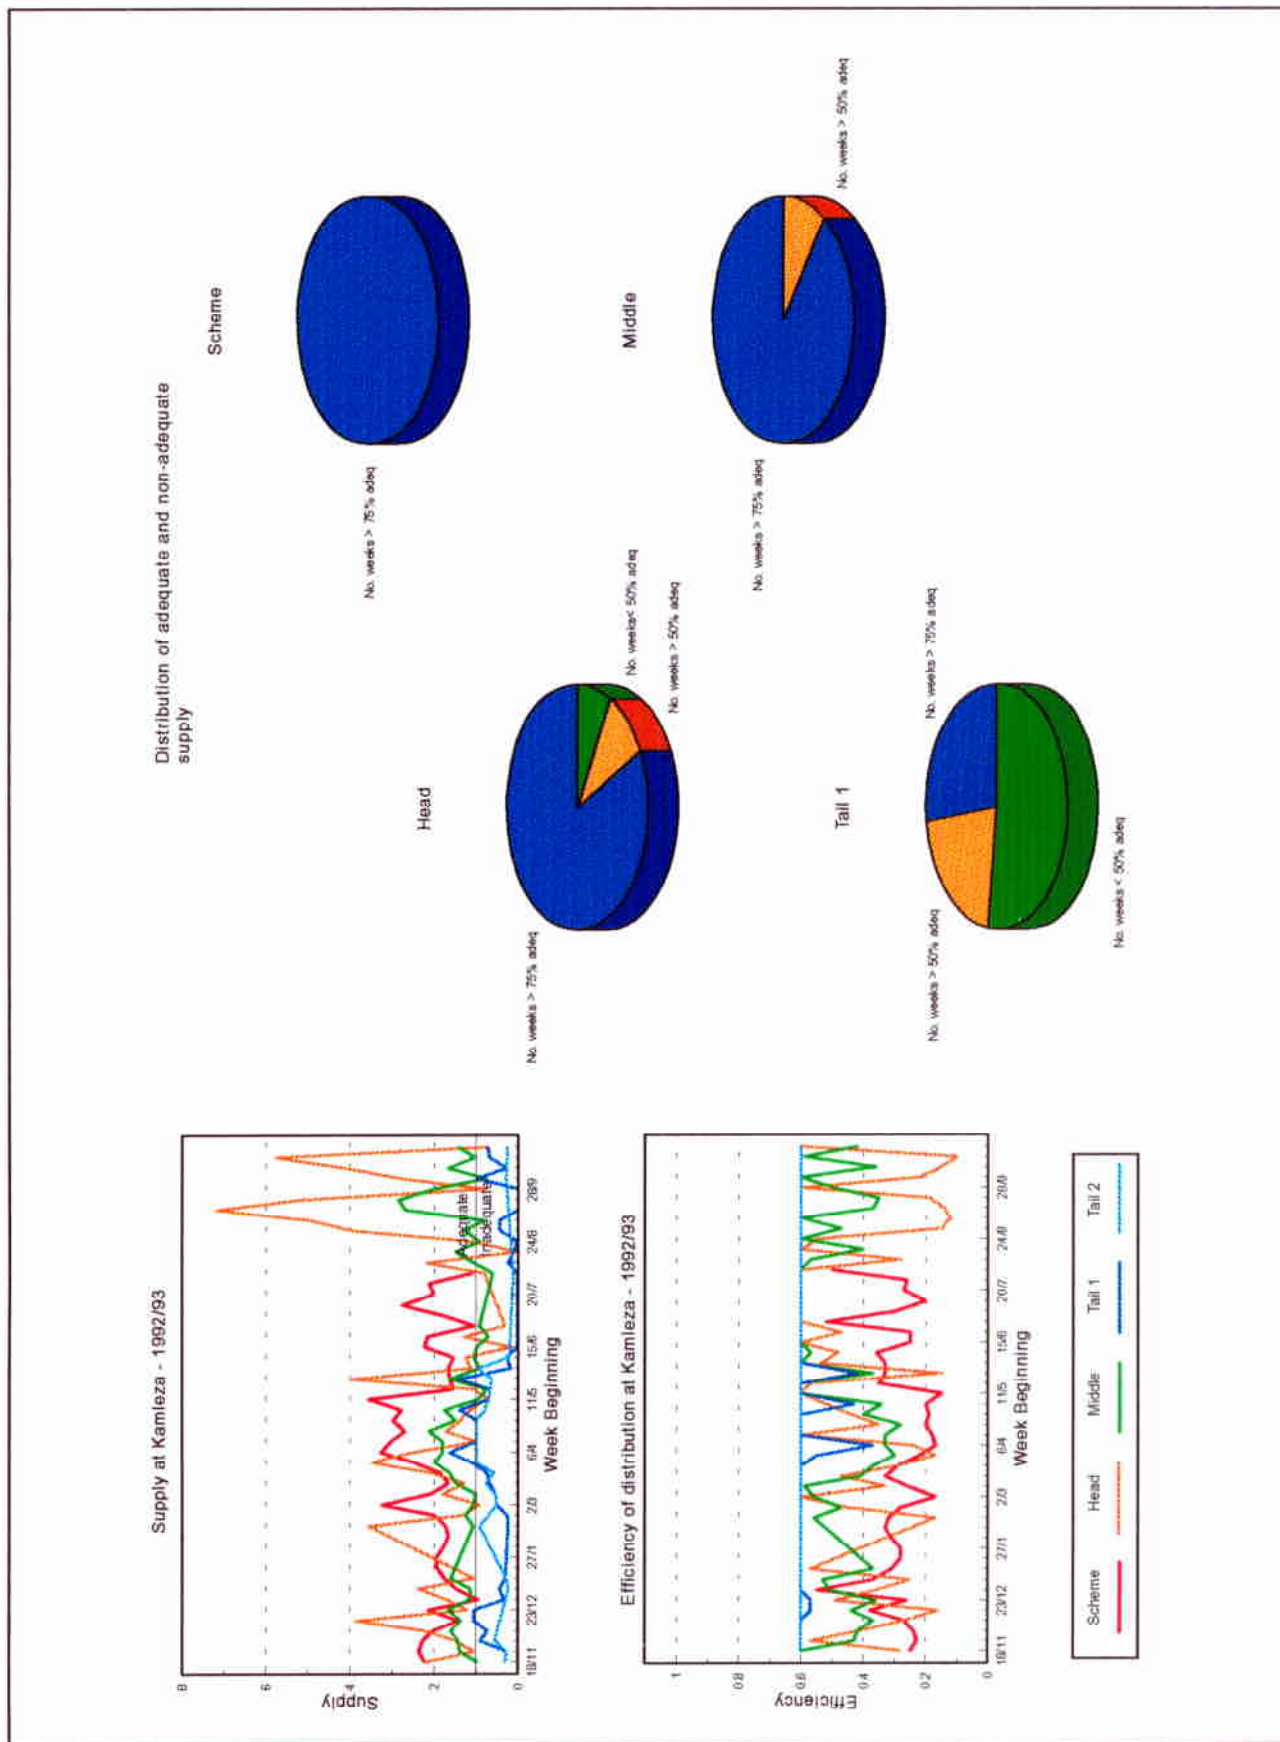 Supply at Kamleza - 1992/93
Supply
8
6
4
2
0
Adequate
Inadequate
18/11
23/12
27/1
2/3
6/4
11/5
15/6
20/7
24/8
28/9
Week Beginning
Efficiency of distribution at Kamleza - 1992/93
Efficiency
1
0.8
0.6
0.4
0.2
0
18/11
23/12
27/1
2/3
6/4
11/5
15/6
20/7
24/8
28/9
Week Beginning
Scheme
Head
Middle
Tail 1
Tail 2
Distribution of adequate and non-adequate
supply
Head
No. weeks > 75% adeq
No. weeks< 50% adeq
No. weeks > 50% adeq
Scheme
No. weeks > 75% adeq
Tail 1
No. weeks > 50% adeq
No. weeks > 75% adeq
No. weeks < 50% adeq
Middle
No. weeks > 75% adeq
No. weeks > 50% adeq